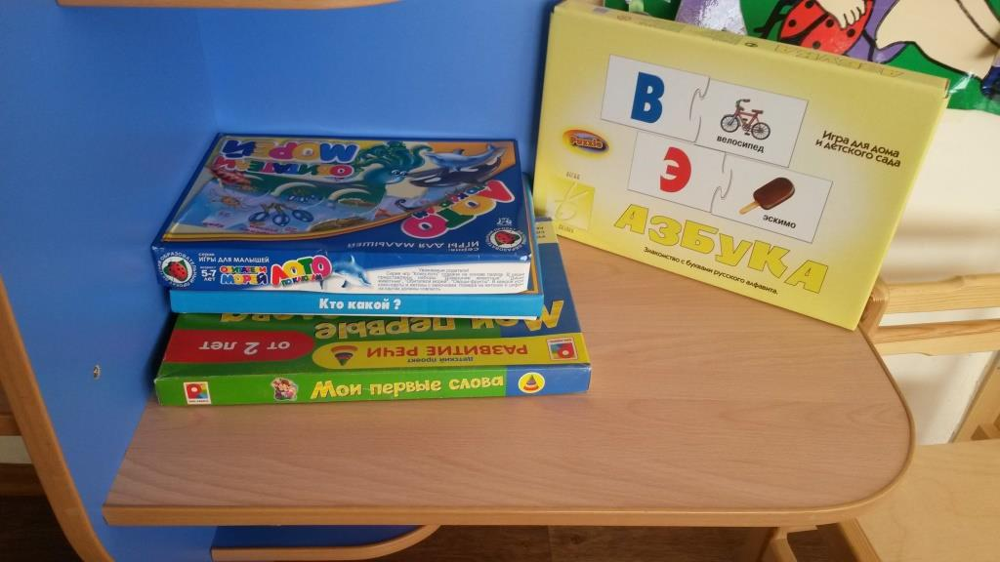 В
велосипед
Э
эскимо
Игра для дома
и детского сада
Puzzle
АЗБУКА
Знакомство с буквами русского алфавита.
ОБИТАТЕЛИ
МОРЕЙ
ЛОТО
серия:
ИГРЫ ДЛЯ МАЛЫШЕЙ
серия
ИГРЫ ДЛЯ МАЛЫШЕЙ
5-7
лет
ОБИТАТЕЛИ
МОРЕЙ
ЛОТО
Уважаемые родители!
Кто какой?
Мои первые
слова
от 2 лет
детский проект
РАЗВИТИЕ РЕЧИ
Мои первые слова